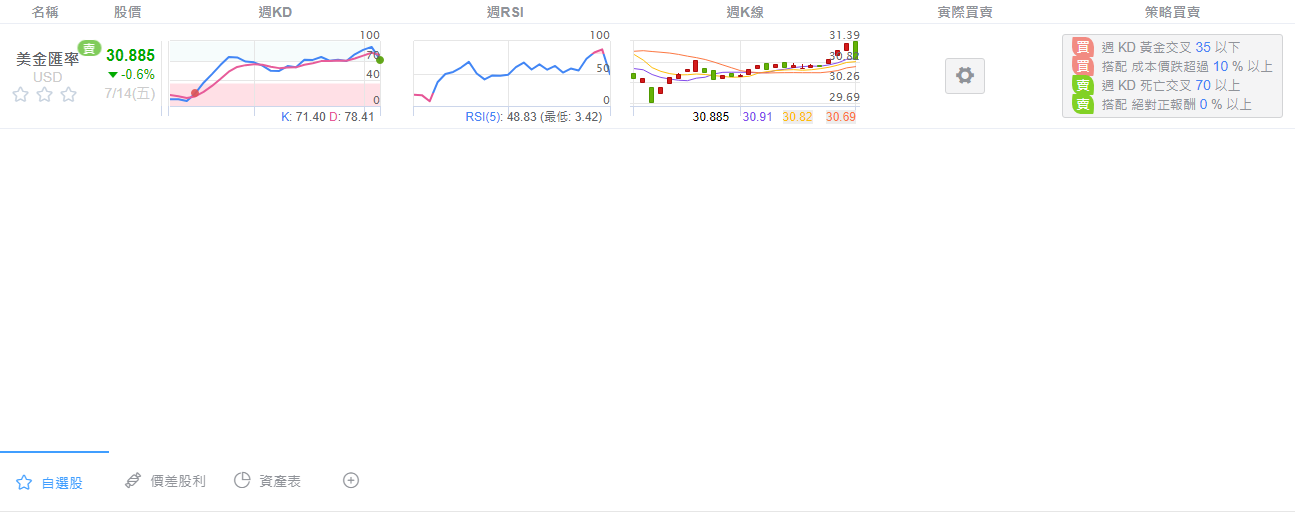 名稱 股價 週KD 週RSI 週K線 實際買賣 策略買賣
美金匯率 賣
USD
30.885
-0.6%
7/14(五)
100
70
40
0
K: 71.40 D: 78.41
100
50
0
RSI(5): 48.83 (最低: 3.42)
31.39
30.82
30.26
29.69
30.885 30.91 30.82 30.69
買 週 KD 黃金交叉 35 以下
買 搭配 成本價跌超過 10 % 以上
賣 週 KD 死亡交叉 70 以上
賣 搭配 絕對正報酬 0 % 以上
自選股 價差股利 資產表